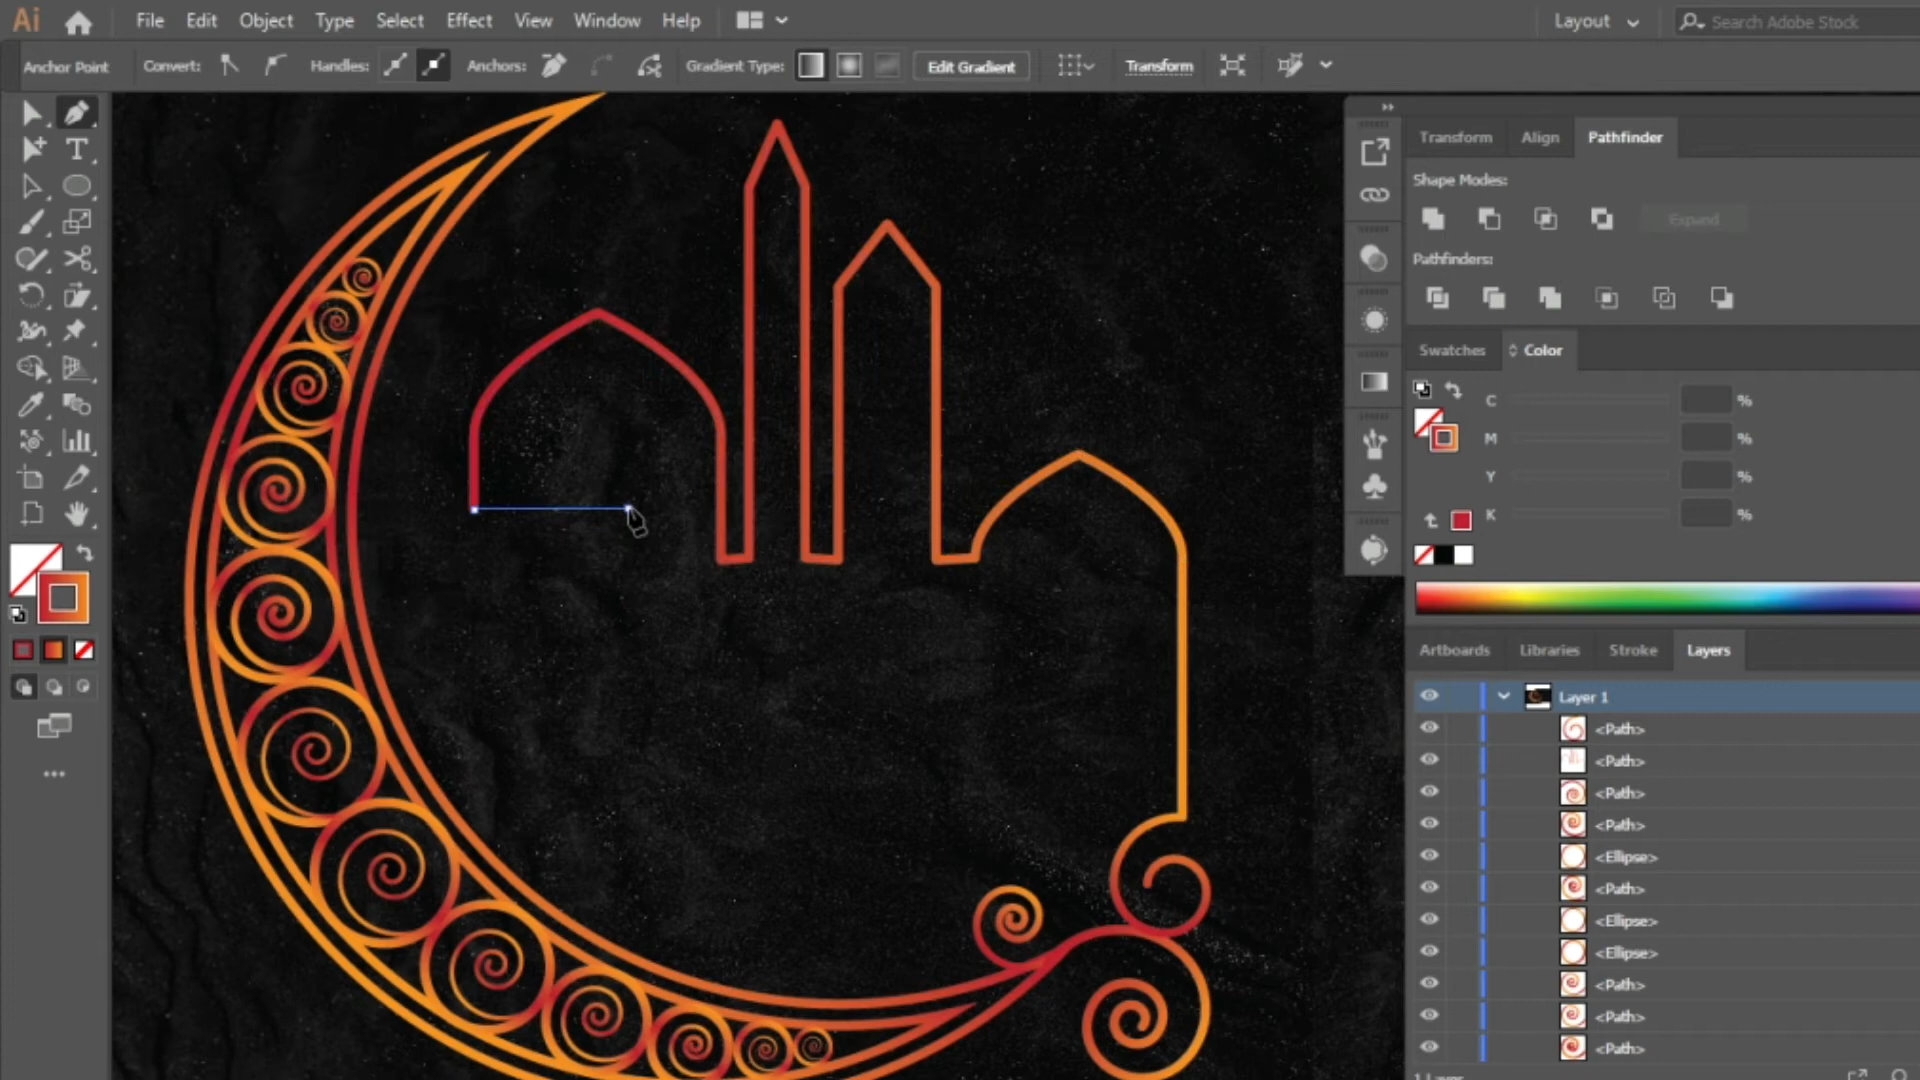 Ai File Edit Object Type Select Effect View Window Help Layout Search Adobe Stock
Anchor Point Convert: Handles: Anchors: Gradient Type: Edit Gradient Transform
Transform Align Pathfinder
Shape Modes:
Expand
Pathfinders:
Swatches Color
C %
M %
Y %
K %
Artboards Libraries Stroke Layers
Layer 1
<Path>
<Path>
<Path>
<Path>
<Ellipse>
<Path>
<Ellipse>
<Ellipse>
<Path>
<Path>
<Path>
1 Layer